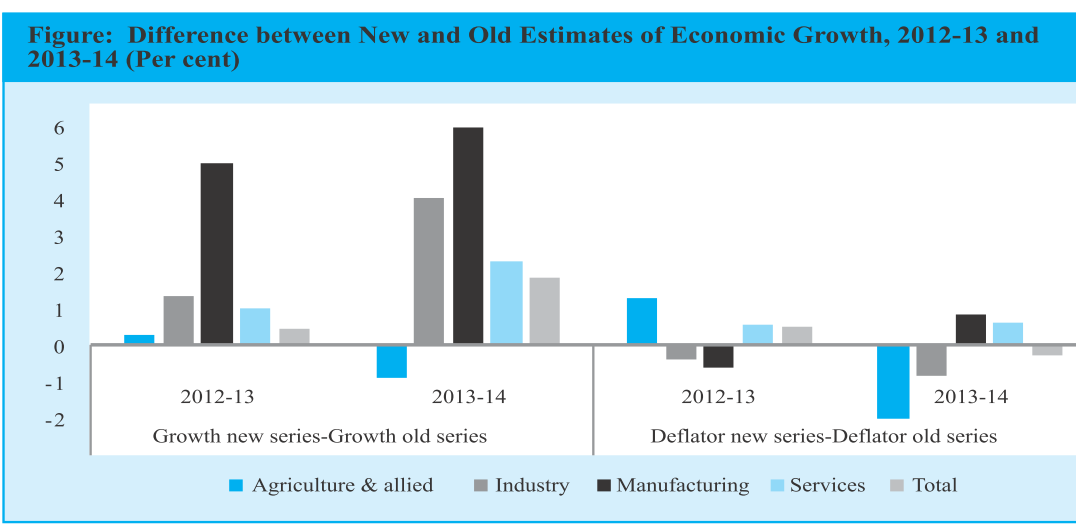 Figure: Difference between New and Old Estimates of Economic Growth, 2012-13 and
2013-14 (Per cent)
6
5
4
3
2
1
0
-1
-2
2012-13 2013-14 2012-13 2013-14
Growth new series-Growth old series Deflator new series-Deflator old series
Agriculture & allied Industry Manufacturing Services Total